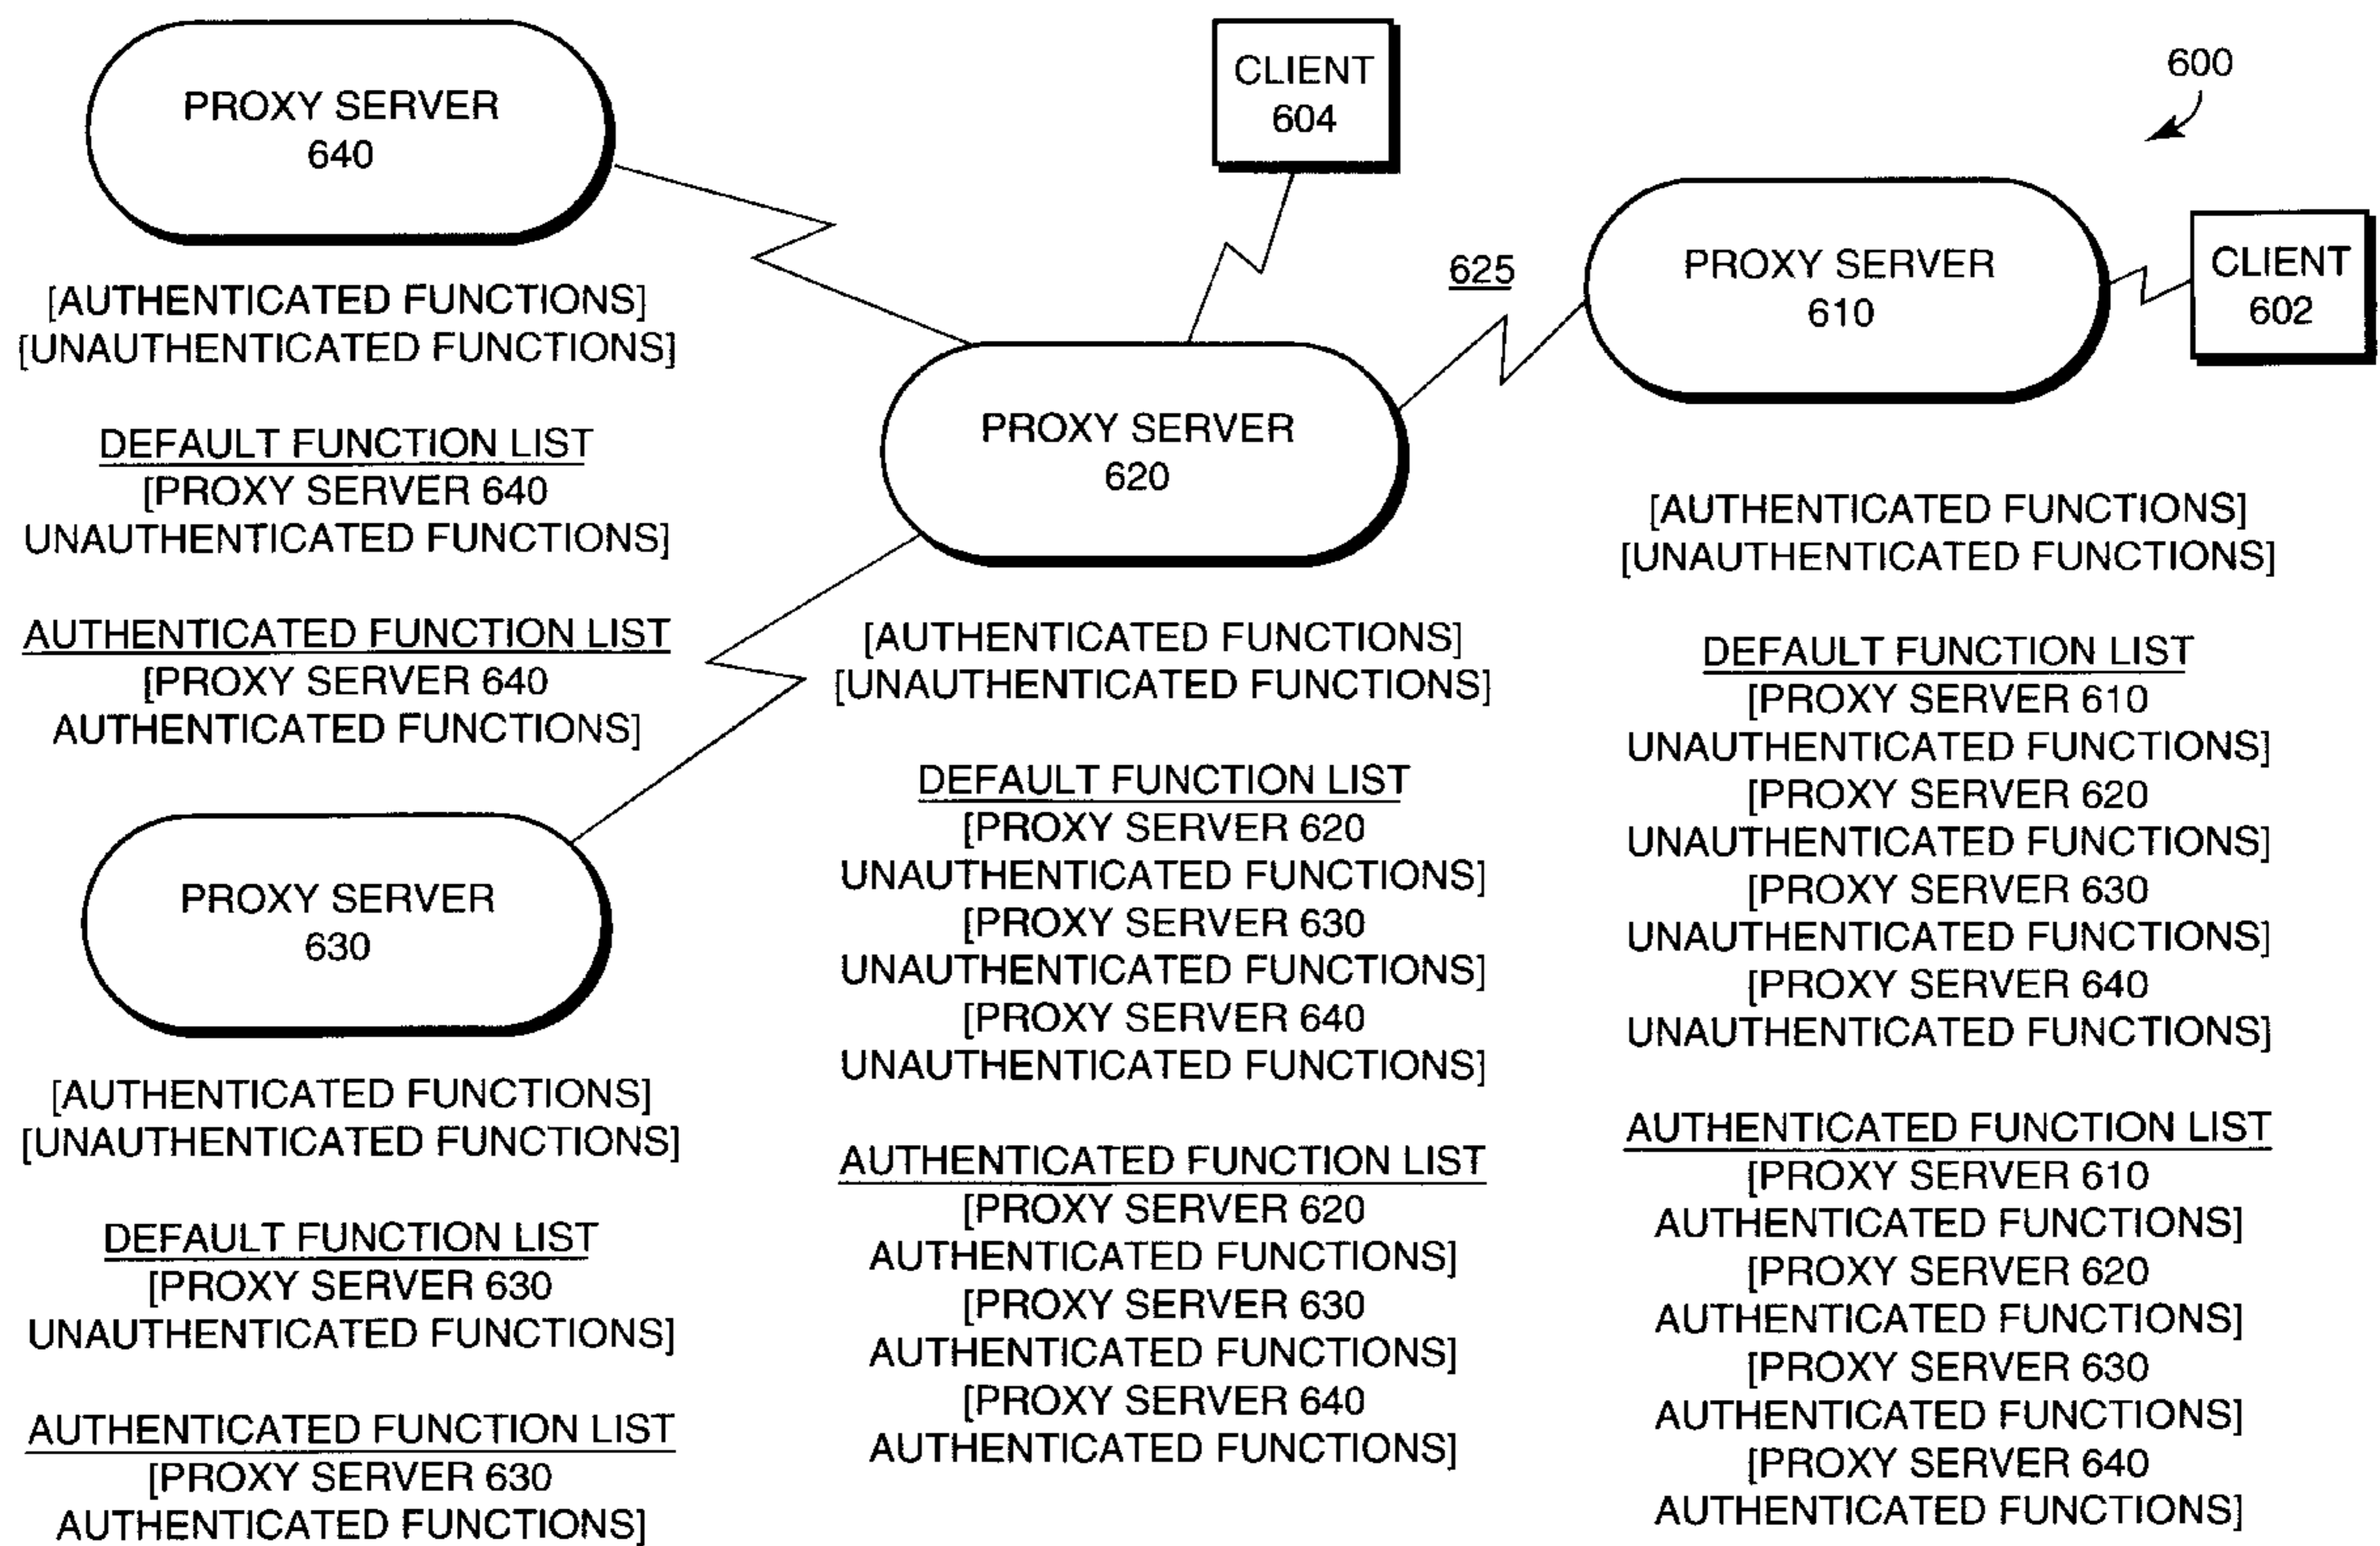 PROXY SERVER
640
[AUTHENTICATED FUNCTIONS]
[UNAUTHENTICATED FUNCTIONS]
DEFAULT FUNCTION LIST
[PROXY SERVER 640
UNAUTHENTICATED FUNCTIONS]
AUTHENTICATED FUNCTION LIST
[PROXY SERVER 640
AUTHENTICATED FUNCTIONS]
PROXY SERVER
630
[AUTHENTICATED FUNCTIONS]
[UNAUTHENTICATED FUNCTIONS]
DEFAULT FUNCTION LIST
[PROXY SERVER 630
UNAUTHENTICATED FUNCTIONS]
AUTHENTICATED FUNCTION LIST
[PROXY SERVER 630
AUTHENTICATED FUNCTIONS]
CLIENT
604
PROXY SERVER
620
[AUTHENTICATED FUNCTIONS]
[UNAUTHENTICATED FUNCTIONS]
DEFAULT FUNCTION LIST
[PROXY SERVER 620
UNAUTHENTICATED FUNCTIONS]
[PROXY SERVER 630
UNAUTHENTICATED FUNCTIONS]
[PROXY SERVER 640
UNAUTHENTICATED FUNCTIONS]
AUTHENTICATED FUNCTION LIST
[PROXY SERVER 620
AUTHENTICATED FUNCTIONS]
[PROXY SERVER 630
AUTHENTICATED FUNCTIONS]
[PROXY SERVER 640
AUTHENTICATED FUNCTIONS]
625
600
PROXY SERVER
610
CLIENT
602
[AUTHENTICATED FUNCTIONS]
[UNAUTHENTICATED FUNCTIONS]
DEFAULT FUNCTION LIST
[PROXY SERVER 610
UNAUTHENTICATED FUNCTIONS]
[PROXY SERVER 620
UNAUTHENTICATED FUNCTIONS]
[PROXY SERVER 630
UNAUTHENTICATED FUNCTIONS]
[PROXY SERVER 640
UNAUTHENTICATED FUNCTIONS]
AUTHENTICATED FUNCTION LIST
[PROXY SERVER 610
AUTHENTICATED FUNCTIONS]
[PROXY SERVER 620
AUTHENTICATED FUNCTIONS]
[PROXY SERVER 630
AUTHENTICATED FUNCTIONS]
[PROXY SERVER 640
AUTHENTICATED FUNCTIONS]